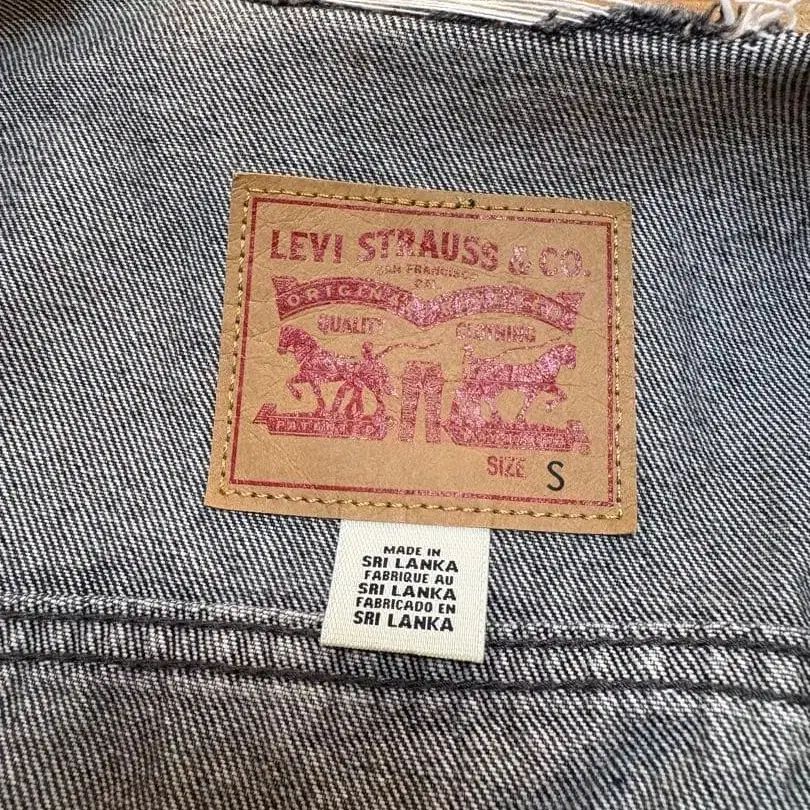 LEVI STRAUSS & CO.
SAN FRANCISCO
CAL.
ORIGINAL
QUALITY CLOTHING
SIZE S
MADE IN
SRI LANKA
FABRIQUE AU
SRI LANKA
FABRICADO EN
SRI LANKA